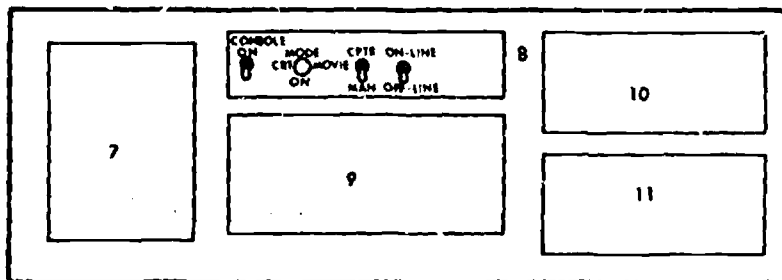 CONSOLE
ON MODE CPTR ON-LINE
CRT MOVIE
ON MAN OFF-LINE
8
7
9
10
11